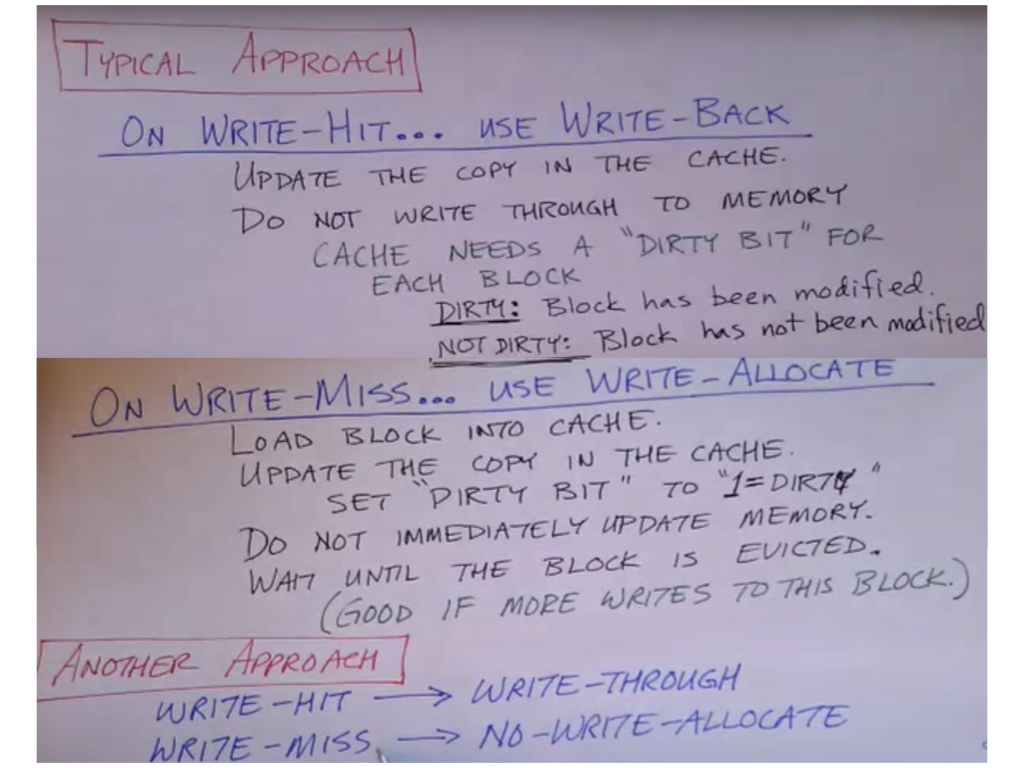 TYPICAL APPROACH
ON WRITE-HIT... USE WRITE-BACK
UPDATE THE COPY IN THE CACHE.
DO NOT WRITE THROUGH TO MEMORY
CACHE NEEDS A "DIRTY BIT" FOR
EACH BLOCK
DIRTY: Block has been modified.
NOT DIRTY: Block has not been modified
ON WRITE-MISS... USE WRITE-ALLOCATE
LOAD BLOCK INTO CACHE.
UPDATE THE COPY IN THE CACHE.
SET "DIRTY BIT" TO "1=DIRTY"
DO NOT IMMEDIATELY UPDATE MEMORY.
WAIT UNTIL THE BLOCK IS EVICTED.
(GOOD IF MORE WRITES TO THIS BLOCK.)
ANOTHER APPROACH
WRITE-HIT → WRITE-THROUGH
WRITE-MISS → NO-WRITE-ALLOCATE